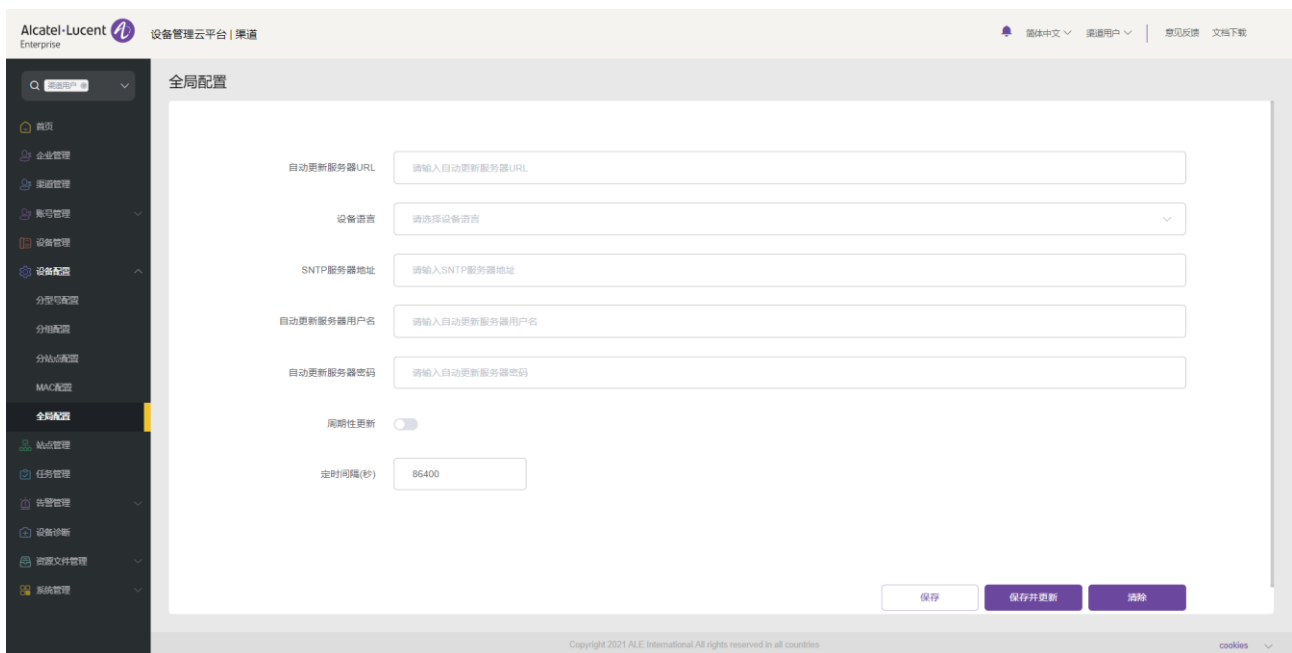 Alcatel·Lucent
Enterprise
设备管理云平台 | 渠道
简体中文
渠道用户
意见反馈
文档下载
渠道用户
首页
企业管理
渠道管理
账号管理
设备管理
设备配置
分型号配置
分组配置
分站点配置
MAC配置
全局配置
站点管理
任务管理
告警管理
设备诊断
资源文件管理
系统管理
全局配置
自动更新服务器URL
请输入自动更新服务器URL
设备语言
请选择设备语言
SNTP服务器地址
请输入SNTP服务器地址
自动更新服务器用户名
请输入自动更新服务器用户名
自动更新服务器密码
请输入自动更新服务器密码
周期性更新
定时间隔(秒)
86400
保存
保存并更新
清除
Copyright 2021 ALE International.All rights reserved in all countries
cookies